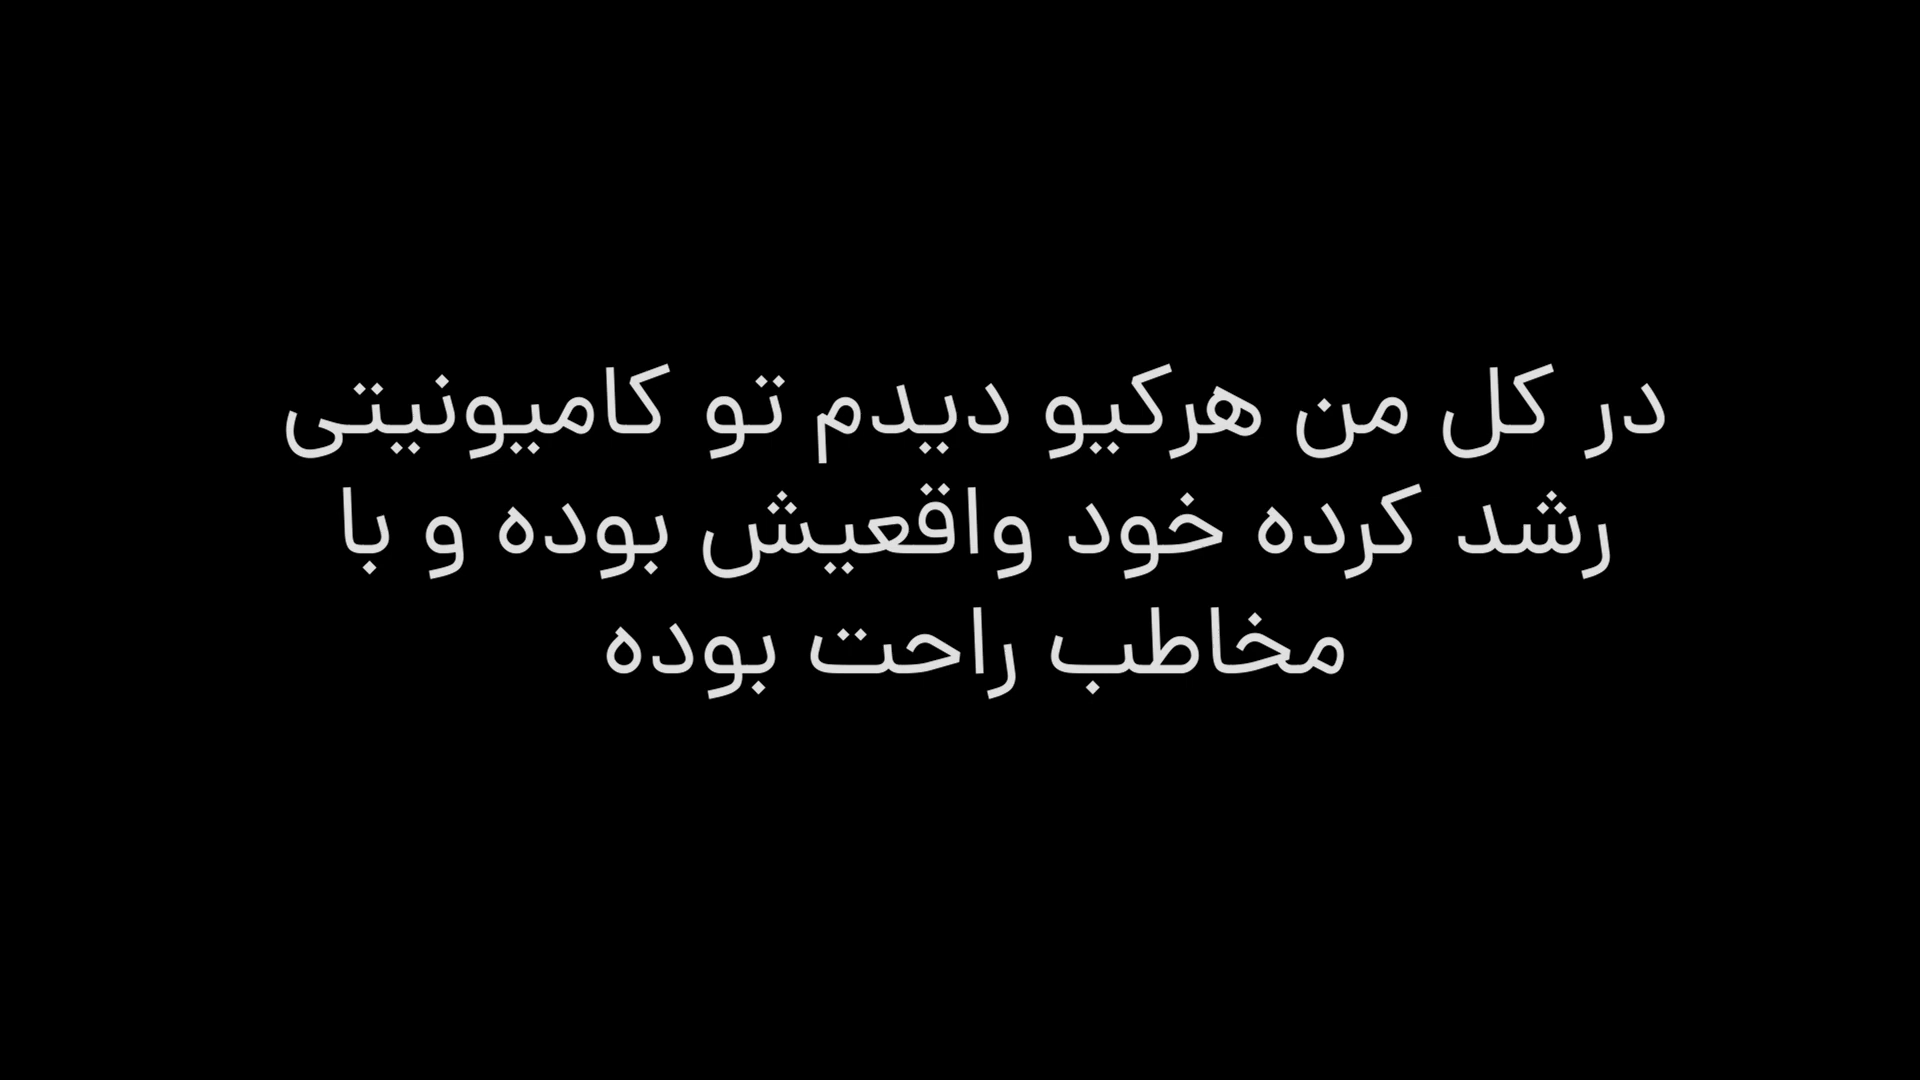 در کل من هرکیو دیدم تو کامیونیتی
رشد کرده خود واقعیش بوده و با
مخاطب راحت بوده